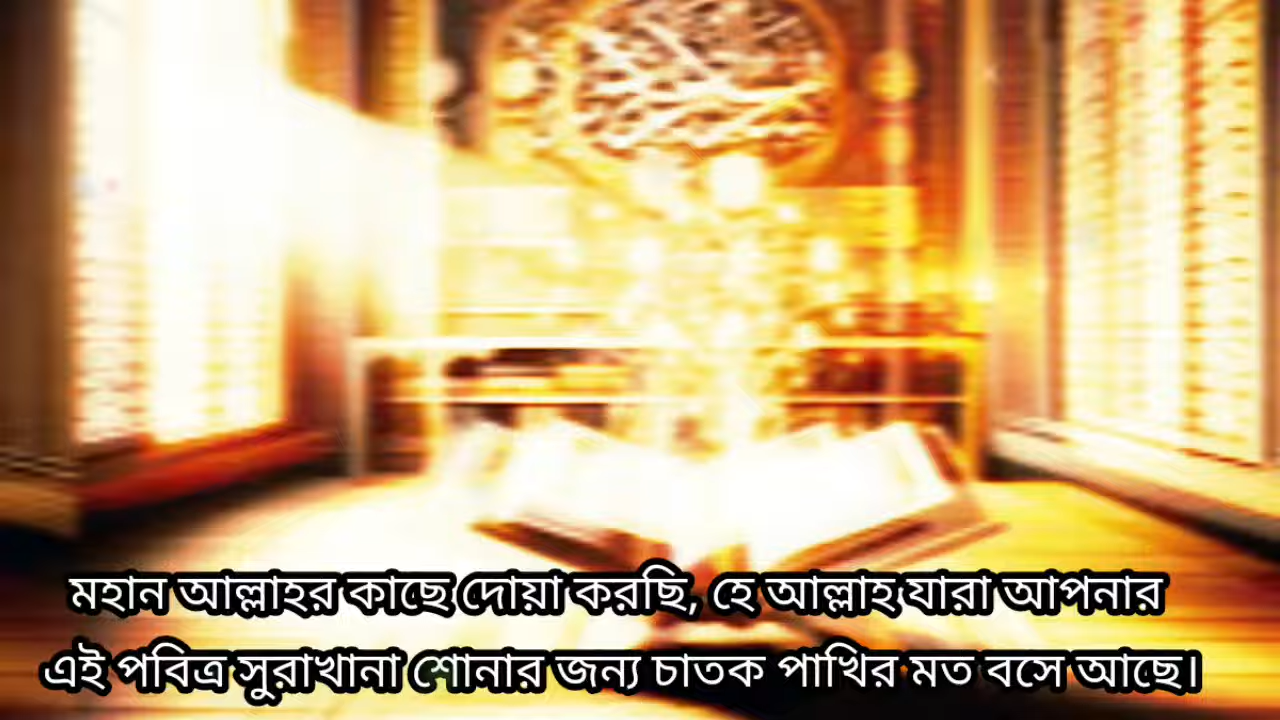 মহান আল্লাহর কাছে দোয়া করছি, হে আল্লাহ যারা আপনার
এই পবিত্র সুরাখানা শোনার জন্য চাতক পাখির মত বসে আছে।